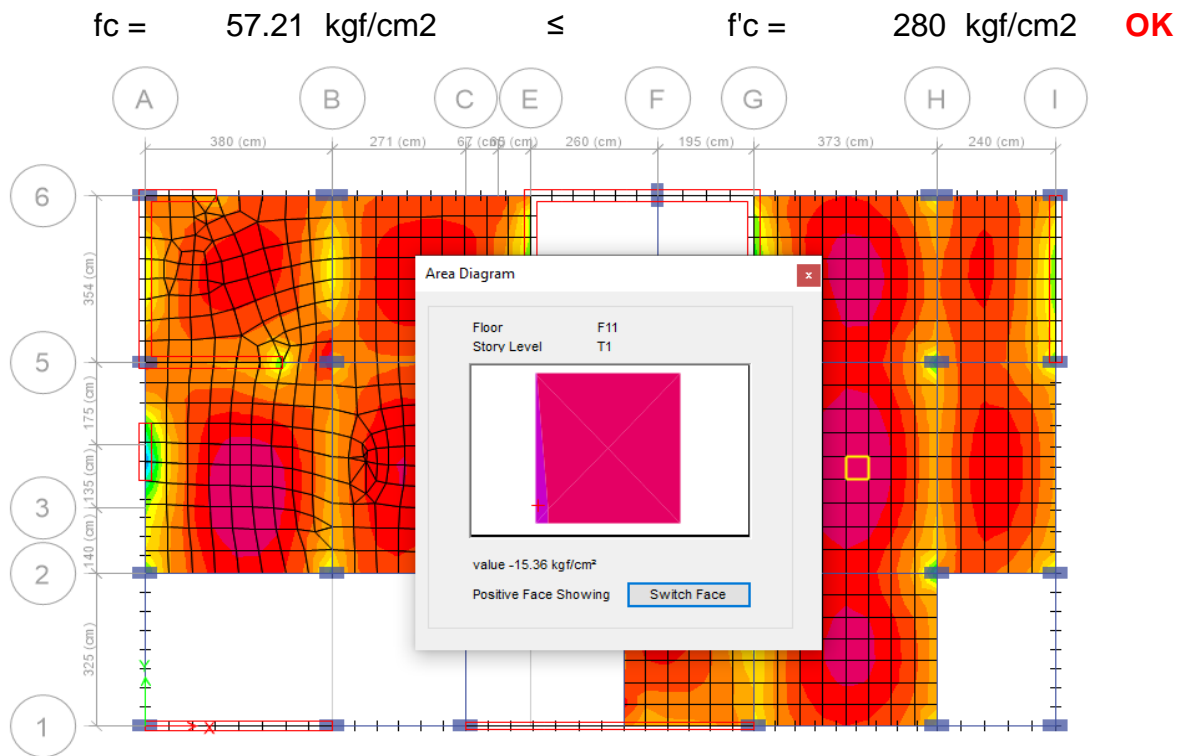 fc = 57.21 kgf/cm2 ≤ f'c = 280 kgf/cm2 OK
A B C E F G H I
380 (cm) 271 (cm) 67 (cm) 260 (cm) 195 (cm) 373 (cm) 240 (cm)
6
354 (cm)
Area Diagram
x
Floor F11
Story Level T1
5
175 (cm)
135 (cm)
3
140 (cm)
2
value -15.36 kgf/cm²
Positive Face Showing Switch Face
325 (cm)
Y
X
1